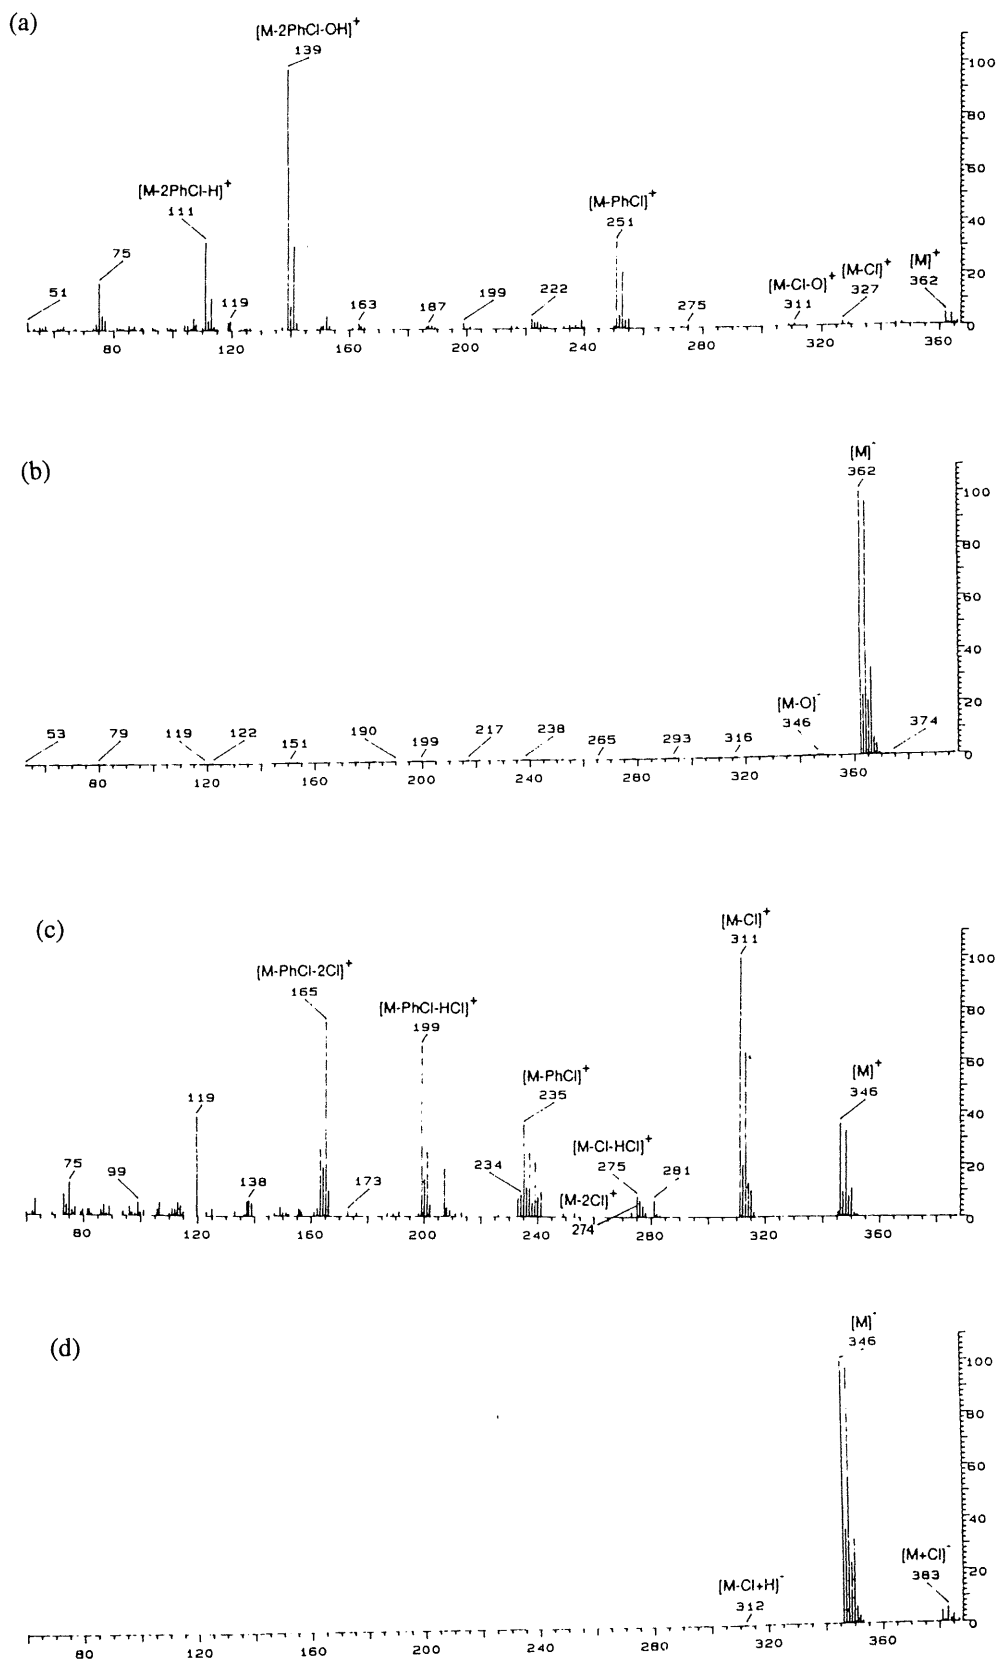 (a)
[M-2PhCl-OH]+
139
[M-2PhCl-H]+
111
[M-PhCl]+
251
[M-Cl-O]+
311
[M-Cl]+
327
[M]+
362
51
75
119
163
187
199
222
275
100
80
60
40
20
0
80 120 160 200 240 280 320 360
(b)
[M]-
362
[M-O]-
346
53 79 119 122 151 190 199 217 238 265 293 316 374
100
80
60
40
20
0
80 120 160 200 240 280 320 360
(c)
[M-Cl]+
311
[M-PhCl-2Cl]+
165
[M-PhCl-HCl]+
199
[M-PhCl]+
235
[M]+
346
[M-Cl-HCl]+
275
[M-2Cl]+
274
75
99
119
138
173
234
281
100
80
60
40
20
0
80 120 160 200 240 280 320 360
(d)
[M]-
346
[M-Cl+H]-
312
[M+Cl]-
383
100
80
60
40
20
0
80 120 160 200 240 280 320 360